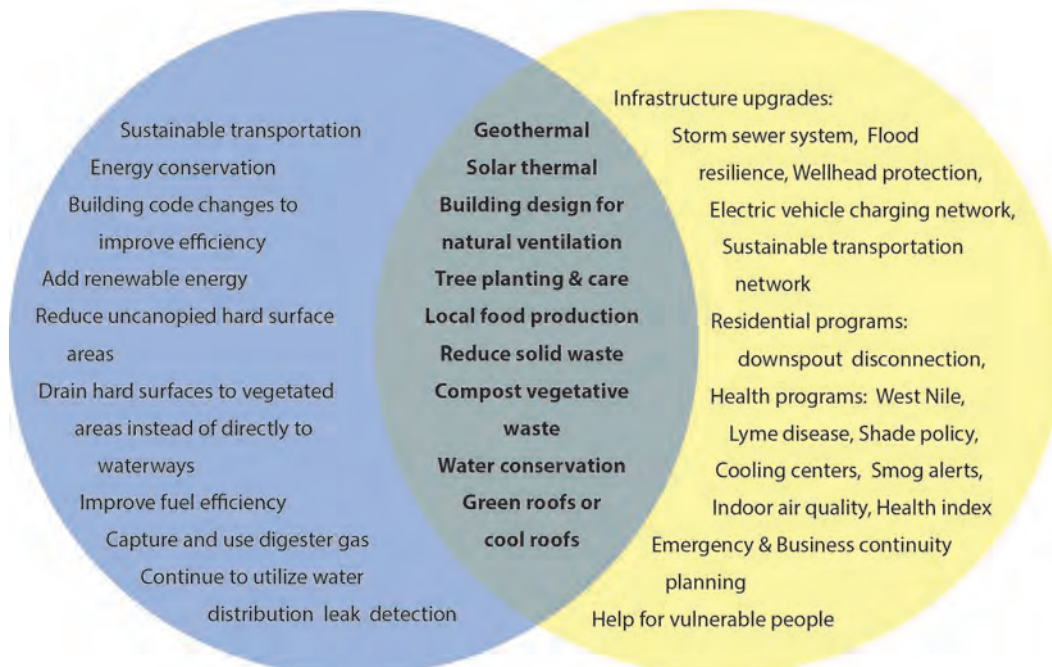 Sustainable transportation
Energy conservation
Building code changes to
improve efficiency
Add renewable energy
Reduce uncanopied hard surface
areas
Drain hard surfaces to vegetated
areas instead of directly to
waterways
Improve fuel efficiency
Capture and use digester gas
Continue to utilize water
distribution leak detection
Geothermal
Solar thermal
Building design for
natural ventilation
Tree planting & care
Local food production
Reduce solid waste
Compost vegetative
waste
Water conservation
Green roofs or
cool roofs
Infrastructure upgrades:
Storm sewer system, Flood
resilience, Wellhead protection,
Electric vehicle charging network,
Sustainable transportation
network
Residential programs:
downspout disconnection,
Health programs: West Nile,
Lyme disease, Shade policy,
Cooling centers, Smog alerts,
Indoor air quality, Health index
Emergency & Business continuity
planning
Help for vulnerable people